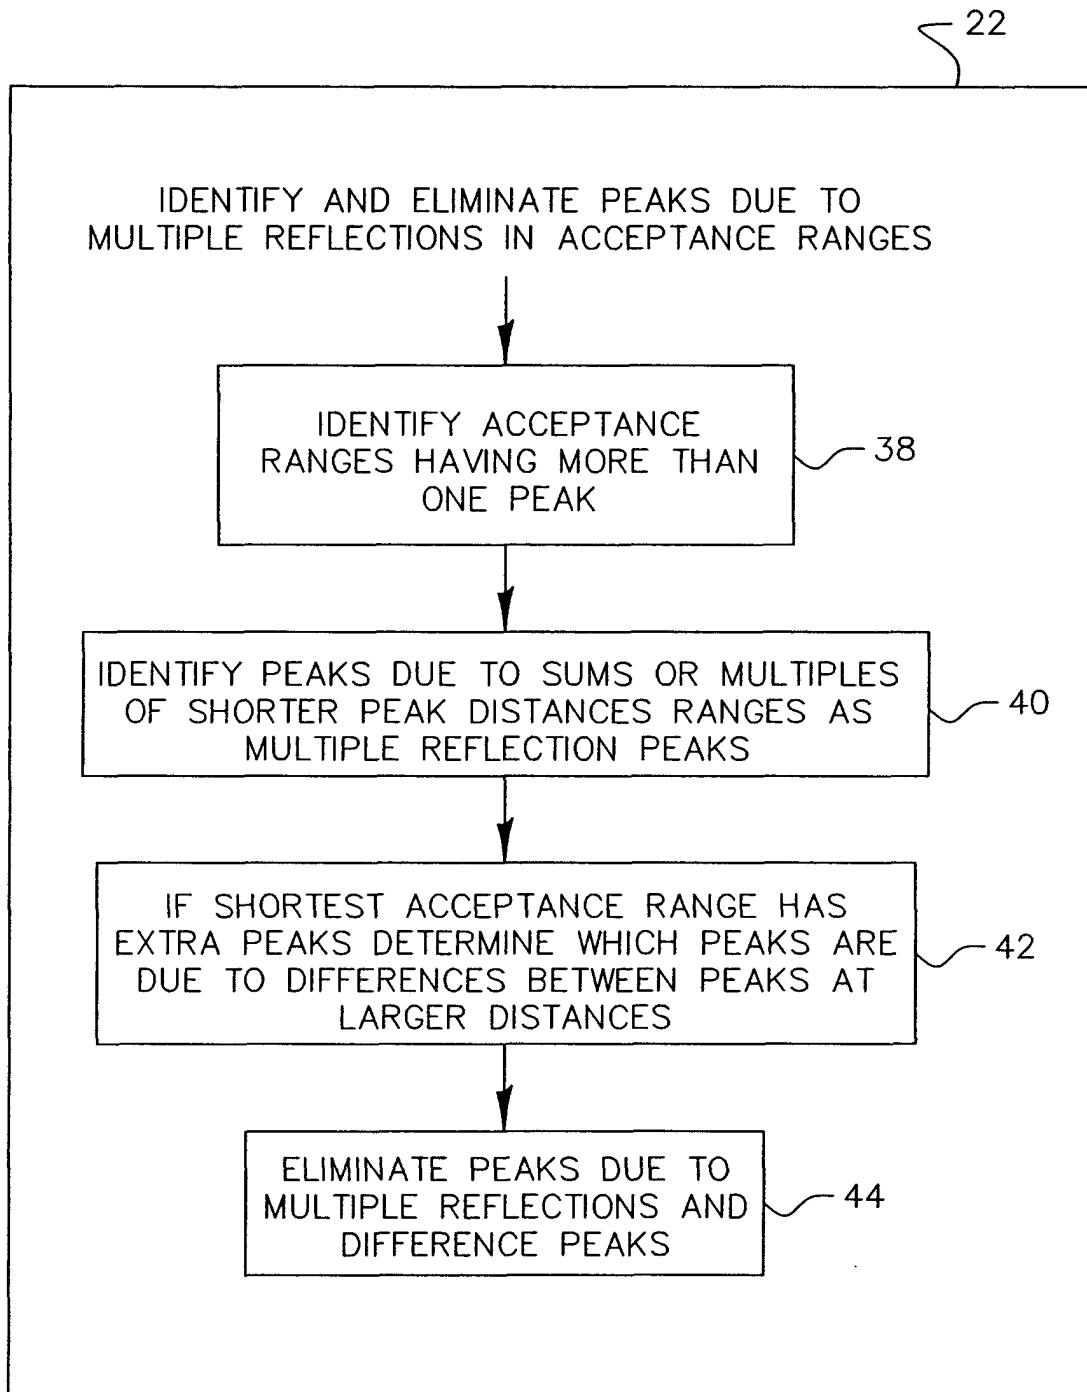 22
IDENTIFY AND ELIMINATE PEAKS DUE TO
MULTIPLE REFLECTIONS IN ACCEPTANCE RANGES
IDENTIFY ACCEPTANCE
RANGES HAVING MORE THAN
ONE PEAK
38
IDENTIFY PEAKS DUE TO SUMS OR MULTIPLES
OF SHORTER PEAK DISTANCES RANGES AS
MULTIPLE REFLECTION PEAKS
40
IF SHORTEST ACCEPTANCE RANGE HAS
EXTRA PEAKS DETERMINE WHICH PEAKS ARE
DUE TO DIFFERENCES BETWEEN PEAKS AT
LARGER DISTANCES
42
ELIMINATE PEAKS DUE TO
MULTIPLE REFLECTIONS AND
DIFFERENCE PEAKS
44